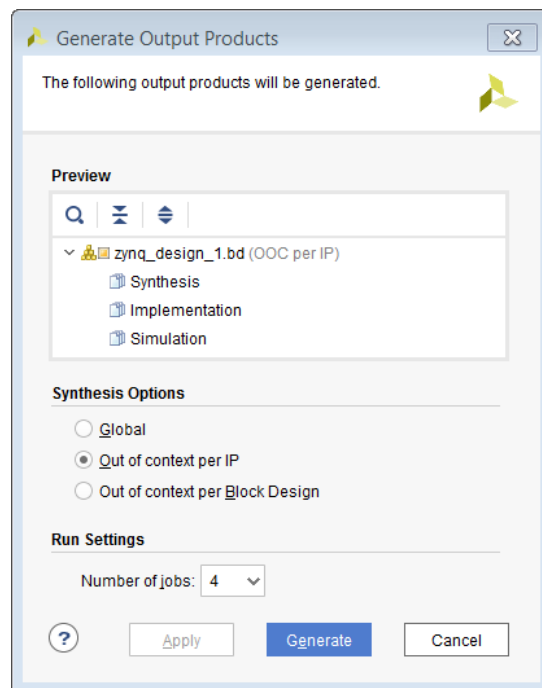 Generate Output Products
The following output products will be generated.
Preview
zynq_design_1.bd (OOC per IP)
Synthesis
Implementation
Simulation
Synthesis Options
Global
Out of context per IP
Out of context per Block Design
Run Settings
Number of jobs: 4
? Apply Generate Cancel